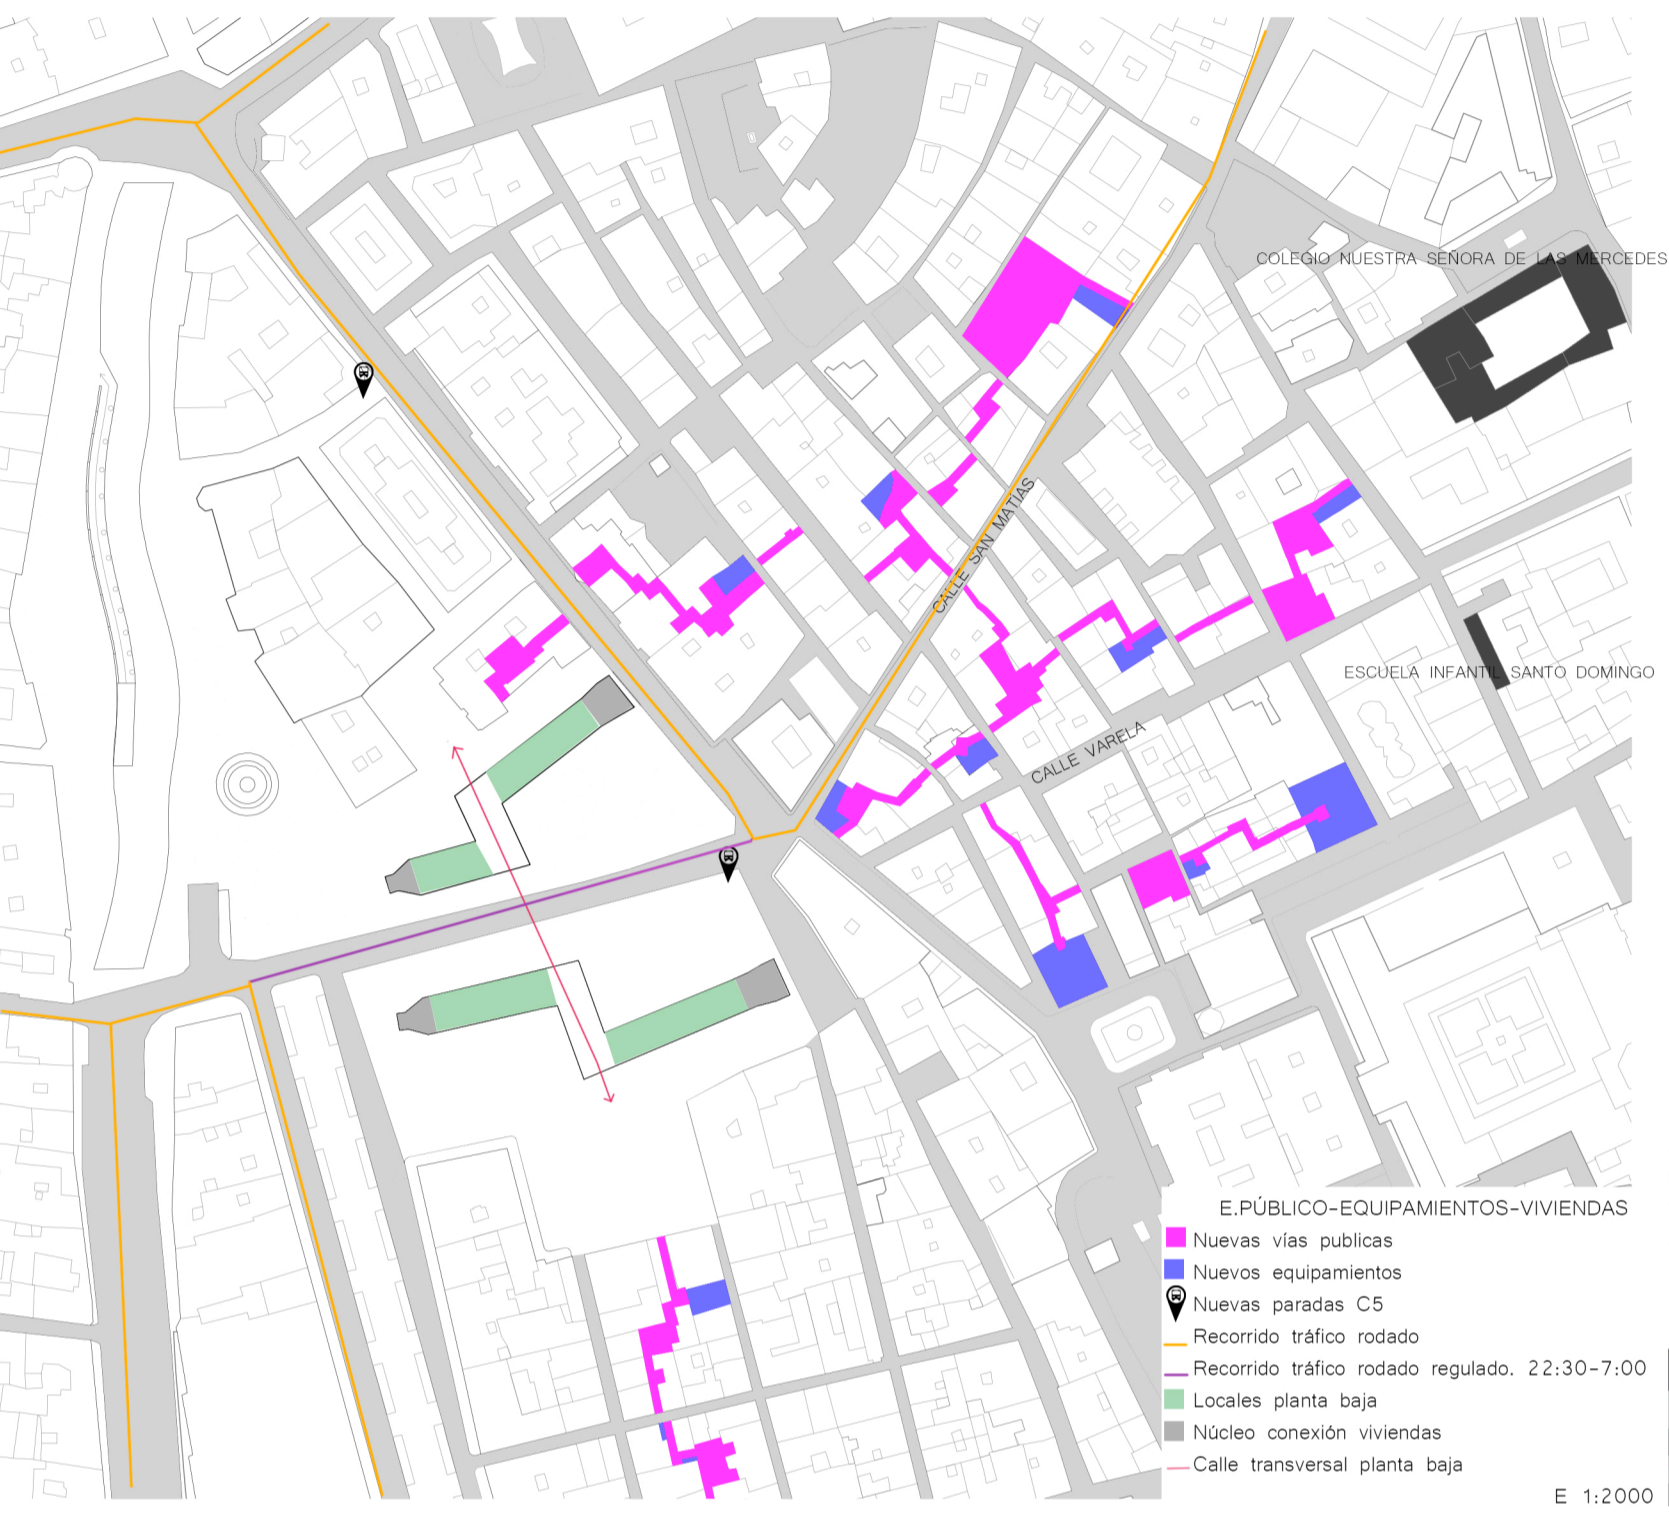 COLEGIO NUESTRA SEÑORA DE LAS MERCEDES
CALLE SAN MATIAS
ESCUELA INFANTIL SANTO DOMINGO
CALLE VARELA
E.PÚBLICO-EQUIPAMIENTOS-VIVIENDAS
Nuevas vías publicas
Nuevos equipamientos
Nuevas paradas C5
Recorrido tráfico rodado
Recorrido tráfico rodado regulado. 22:30-7:00
Locales planta baja
Núcleo conexión viviendas
Calle transversal planta baja
E 1:2000